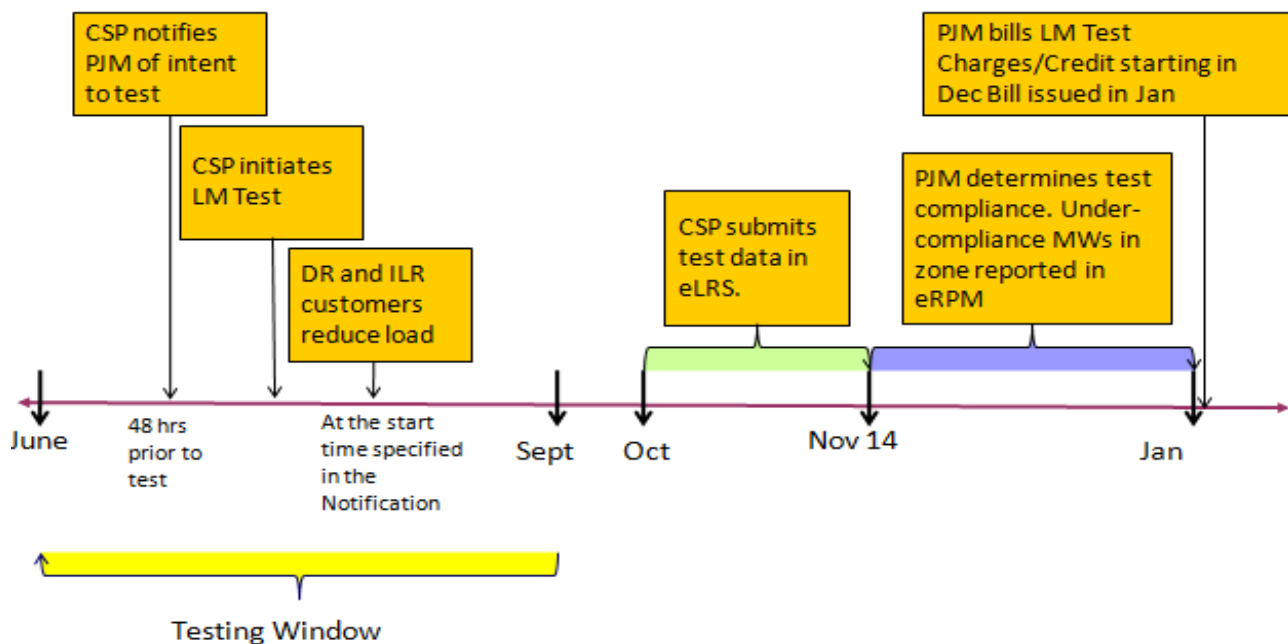 CSP notifies
PJM of intent
to test
PJM bills LM Test
Charges/Credit starting in
Dec Bill issued in Jan
CSP initiates
LM Test
DR and ILR
customers
reduce load
CSP submits
test data in
eLRS.
PJM determines test
compliance. Under-
compliance MWs in
zone reported in
eRPM
June
48 hrs
prior to
test
At the start
time specified
in the
Notification
Sept
Oct
Nov 14
Jan
Testing Window